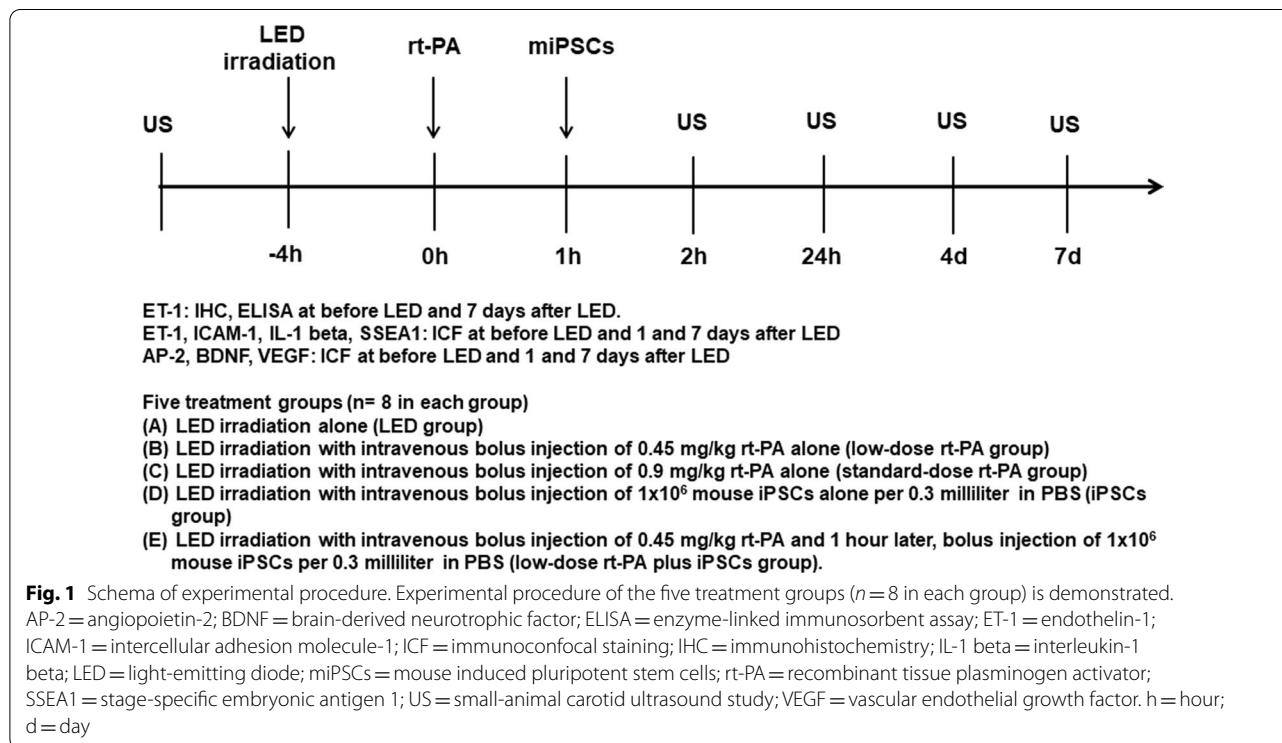 LED
irradiation
rt-PA
miPSCs
US
US
US
US
US
-4h
0h
1h
2h
24h
4d
7d
ET-1: IHC, ELISA at before LED and 7 days after LED.
ET-1, ICAM-1, IL-1 beta, SSEA1: ICF at before LED and 1 and 7 days after LED
AP-2, BDNF, VEGF: ICF at before LED and 1 and 7 days after LED
Five treatment groups (n= 8 in each group)
(A) LED irradiation alone (LED group)
(B) LED irradiation with intravenous bolus injection of 0.45 mg/kg rt-PA alone (low-dose rt-PA group)
(C) LED irradiation with intravenous bolus injection of 0.9 mg/kg rt-PA alone (standard-dose rt-PA group)
(D) LED irradiation with intravenous bolus injection of 1x10⁶ mouse iPSCs alone per 0.3 milliliter in PBS (iPSCs
group)
(E) LED irradiation with intravenous bolus injection of 0.45 mg/kg rt-PA and 1 hour later, bolus injection of 1x10⁶
mouse iPSCs per 0.3 milliliter in PBS (low-dose rt-PA plus iPSCs group).
Fig. 1 Schema of experimental procedure. Experimental procedure of the five treatment groups (n = 8 in each group) is demonstrated.
AP-2 = angiopoietin-2; BDNF = brain-derived neurotrophic factor; ELISA = enzyme-linked immunosorbent assay; ET-1 = endothelin-1;
ICAM-1 = intercellular adhesion molecule-1; ICF = immunoconfocal staining; IHC = immunohistochemistry; IL-1 beta = interleukin-1
beta; LED = light-emitting diode; miPSCs = mouse induced pluripotent stem cells; rt-PA = recombinant tissue plasminogen activator;
SSEA1 = stage-specific embryonic antigen 1; US = small-animal carotid ultrasound study; VEGF = vascular endothelial growth factor. h = hour;
d = day